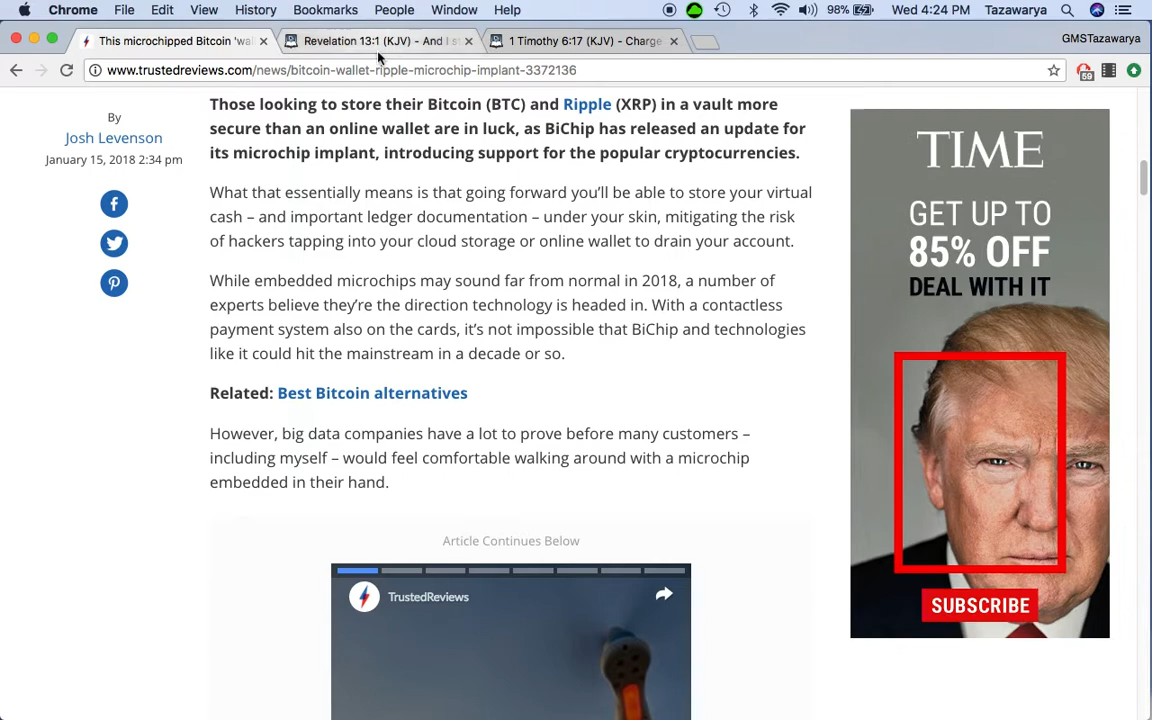 Chrome File Edit View History Bookmarks People Window Help 98% Wed 4:24 PM Tazawarya
This microchipped Bitcoin 'wal Revelation 13:1 (KJV) - And I st 1 Timothy 6:17 (KJV) - Charge GMSTazawarya
www.trustedreviews.com/news/bitcoin-wallet-ripple-microchip-implant-3372136 59
By
Josh Levenson
January 15, 2018 2:34 pm
Those looking to store their Bitcoin (BTC) and Ripple (XRP) in a vault more
secure than an online wallet are in luck, as BiChip has released an update for
its microchip implant, introducing support for the popular cryptocurrencies.
What that essentially means is that going forward you'll be able to store your virtual
cash – and important ledger documentation – under your skin, mitigating the risk
of hackers tapping into your cloud storage or online wallet to drain your account.
While embedded microchips may sound far from normal in 2018, a number of
experts believe they're the direction technology is headed in. With a contactless
payment system also on the cards, it's not impossible that BiChip and technologies
like it could hit the mainstream in a decade or so.
Related: Best Bitcoin alternatives
However, big data companies have a lot to prove before many customers –
including myself – would feel comfortable walking around with a microchip
embedded in their hand.
Article Continues Below
TrustedReviews
TIME
GET UP TO
85% OFF
DEAL WITH IT
SUBSCRIBE